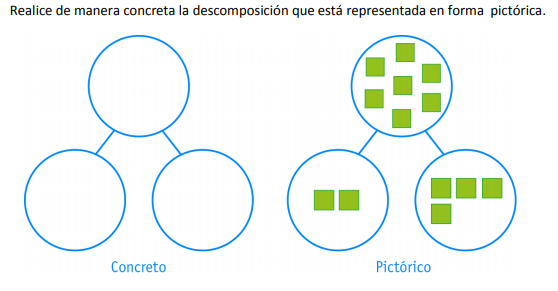 Realice de manera concreta la descomposición que está representada en forma pictórica.
Concreto
Pictórico